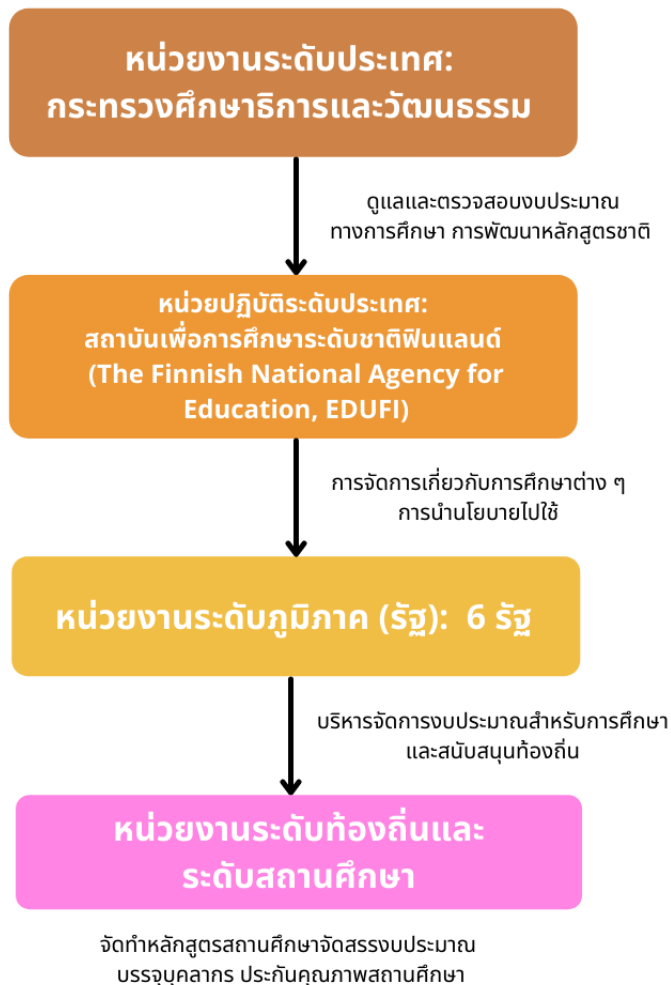 หน่วยงานระดับประเทศ:
กระทรวงศึกษาธิการและวัฒนธรรม
ดูแลและตรวจสอบงบประมาณ
ทางการศึกษา การพัฒนาหลักสูตรชาติ
หน่วยปฏิบัติระดับประเทศ:
สถาบันเพื่อการศึกษาระดับชาติฟินแลนด์
(The Finnish National Agency for
Education, EDUFI)
การจัดการเกี่ยวกับการศึกษาต่าง ๆ
การนำนโยบายไปใช้
หน่วยงานระดับภูมิภาค (รัฐ): 6 รัฐ
บริหารจัดการงบประมาณสำหรับการศึกษา
และสนับสนุนท้องถิ่น
หน่วยงานระดับท้องถิ่นและ
ระดับสถานศึกษา
จัดทำหลักสูตรสถานศึกษาจัดสรรงบประมาณ
บรรจุบุคลากร ประกันคุณภาพสถานศึกษา